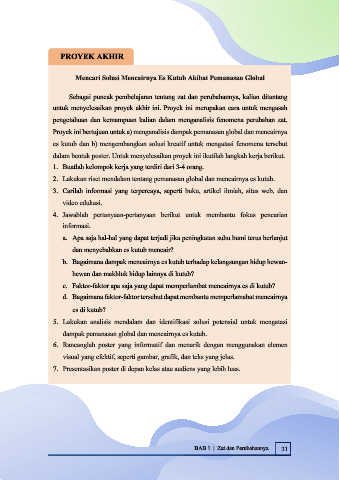 PROYEK AKHIR
Mencari Solusi Mencairnya Es Kutub Akibat Pemanasan Global
Sebagai puncak pembelajaran tentang zat dan perubahannya, kalian ditantang
untuk menyelesaikan proyek akhir ini. Proyek ini merupakan cara untuk mengasah
pengetahuan dan kemampuan kalian dalam menganalisis fenomena perubahan zat.
Proyek ini bertujuan untuk a) menganalisis dampak pemanasan global dan mencairnya
es kutub dan b) mengembangkan solusi kreatif untuk mengatasi fenomena tersebut
dalam bentuk poster. Untuk menyelesaikan proyek ini ikutilah langkah kerja berikut.
1. Buatlah kelompok kerja yang terdiri dari 3-4 orang.
2. Lakukan riset mendalam tentang pemanasan global dan mencairnya es kutub.
3. Carilah informasi yang terpercaya, seperti buku, artikel ilmiah, situs web, dan
video edukasi.
4. Jawablah pertanyaan-pertanyaan berikut untuk membantu fokus pencarian
informasi.
a. Apa saja hal-hal yang dapat terjadi jika peningkatan suhu bumi terus berlanjut
dan menyebabkan es kutub mencair?
b. Bagaimana dampak mencairnya es kutub terhadap kelangsungan hidup hewan-
hewan dan makhluk hidup lainnya di kutub?
c. Faktor-faktor apa saja yang dapat memperlambat mencairnya es di kutub?
d. Bagaimana faktor-faktor tersebut dapat membantu memperlambat mencairnya
es di kutub?
5. Lakukan analisis mendalam dan identifikasi solusi potensial untuk mengatasi
dampak pemanasan global dan mencairnya es kutub.
6. Rancanglah poster yang informatif dan menarik dengan menggunakan elemen
visual yang efektif, seperti gambar, grafik, dan teks yang jelas.
7. Presentasikan poster di depan kelas atau audiens yang lebih luas.
BAB 1 | Zat dan Perubahannya